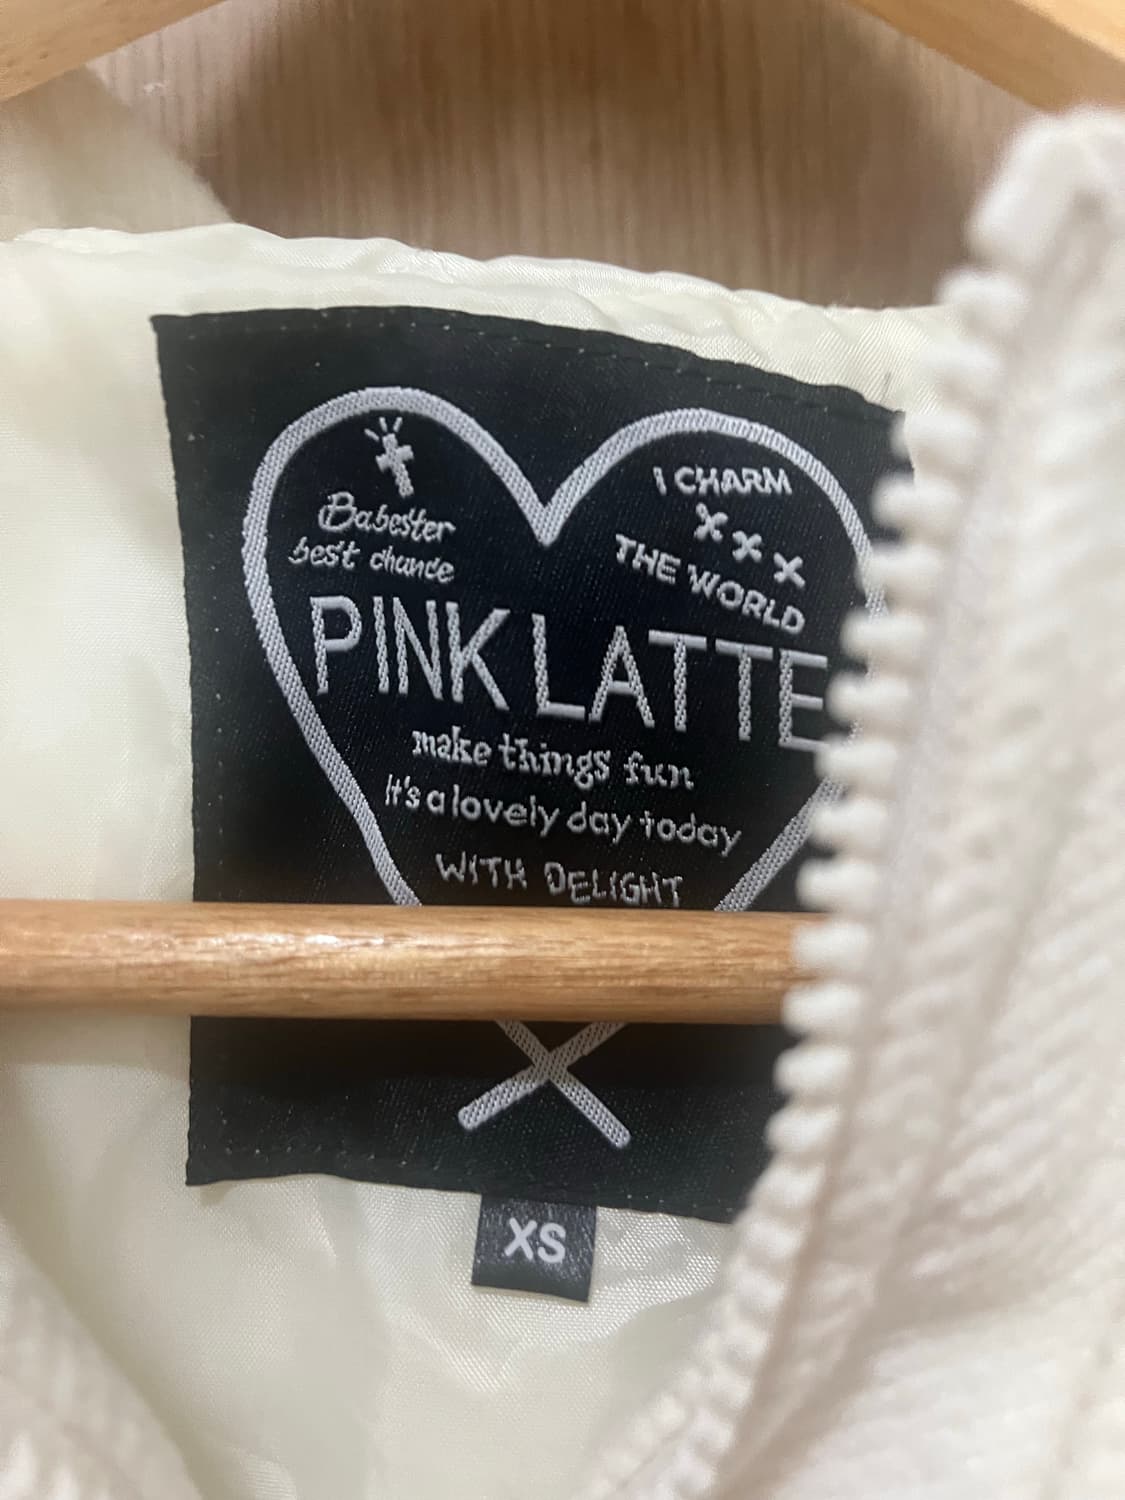 Babester
best chance
I CHARM
THE WORLD
PINK LATTE
make things fun
It's a lovely day today
WITH DELIGHT
XS